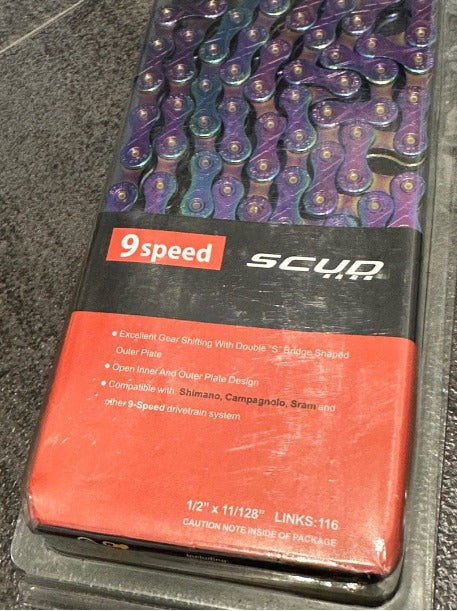 9speed SCUD
• Excellent Gear Shifting With Double "S" Bridge Shaped
Outer Plate
• Open Inner And Outer Plate Design
• Compatible with Shimano, Campagnolo, Sram and
other 9-Speed drivetrain system
1/2" x 11/128" LINKS:116
CAUTION NOTE INSIDE OF PACKAGE
Including: